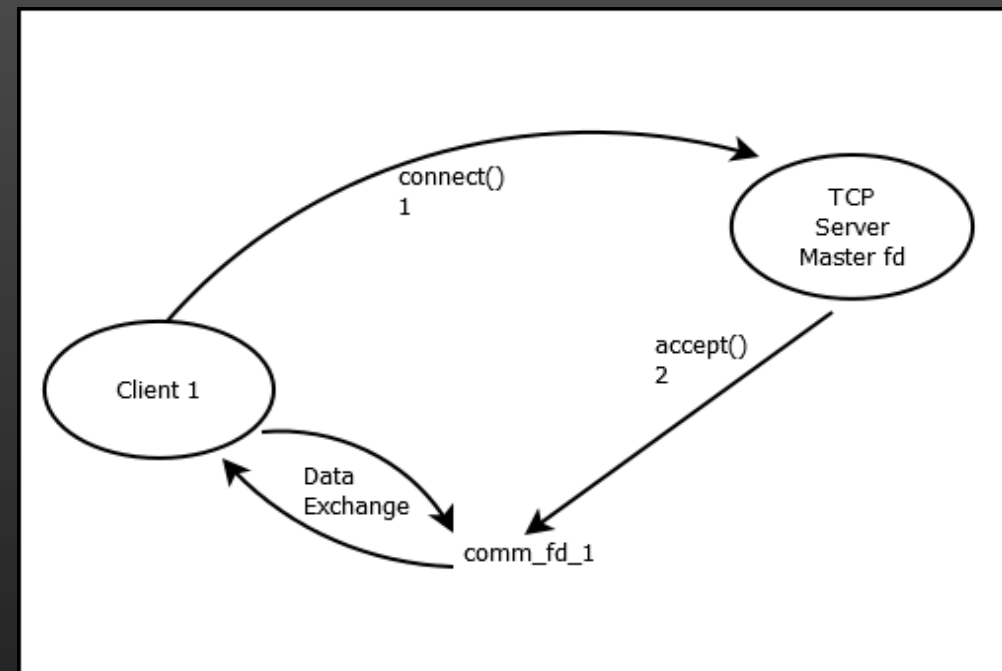 connect()
1
TCP
Server
Master fd
accept()
2
Client 1
Data
Exchange
comm_fd_1